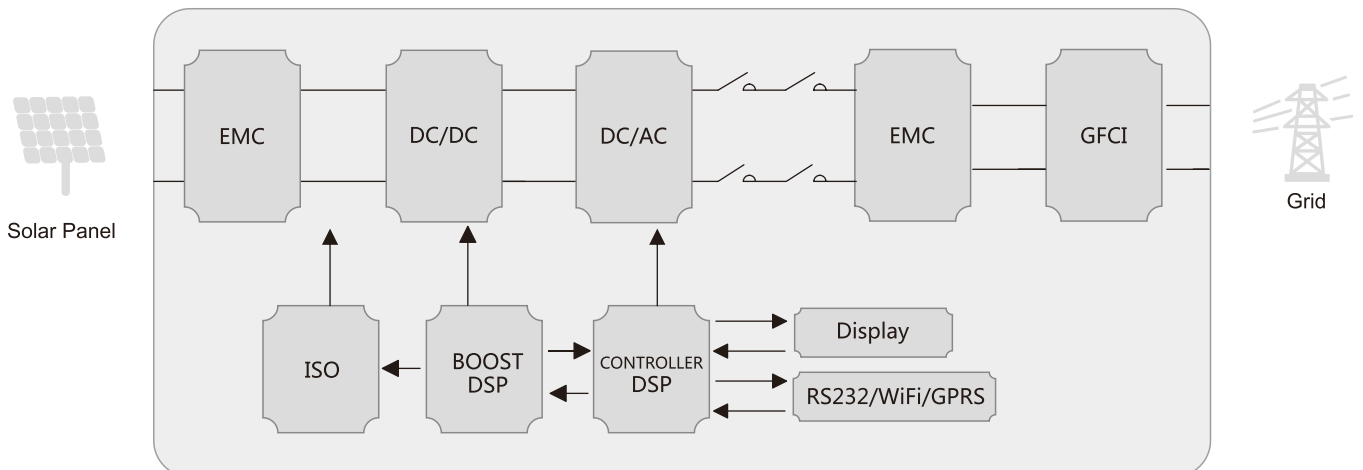 EMC
DC/DC
DC/AC
EMC
GFCI
Solar Panel
Grid
ISO
BOOST
DSP
CONTROLLER
DSP
Display
RS232/WiFi/GPRS